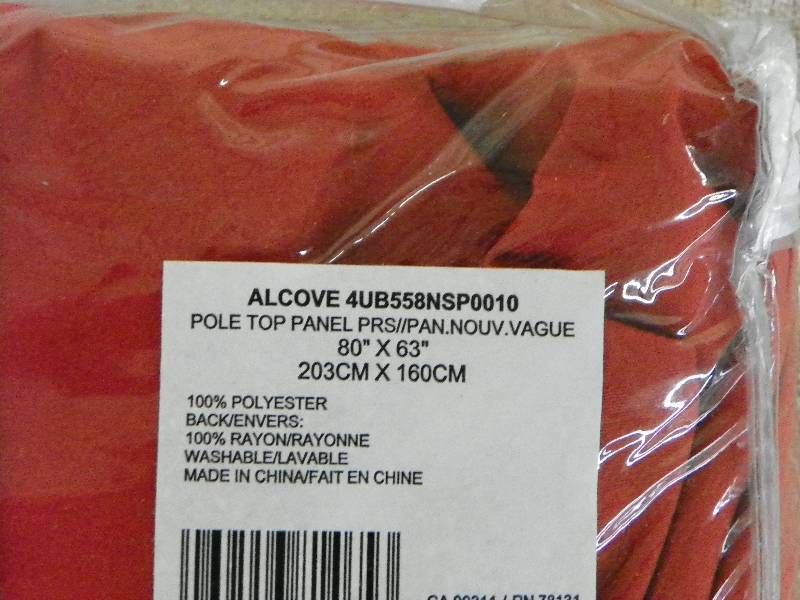 ALCOVE 4UB558NSP0010
POLE TOP PANEL PRS//PAN.NOUV.VAGUE
80" X 63"
203CM X 160CM
100% POLYESTER
BACK/ENVERS:
100% RAYON/RAYONNE
WASHABLE/LAVABLE
MADE IN CHINA/FAIT EN CHINE